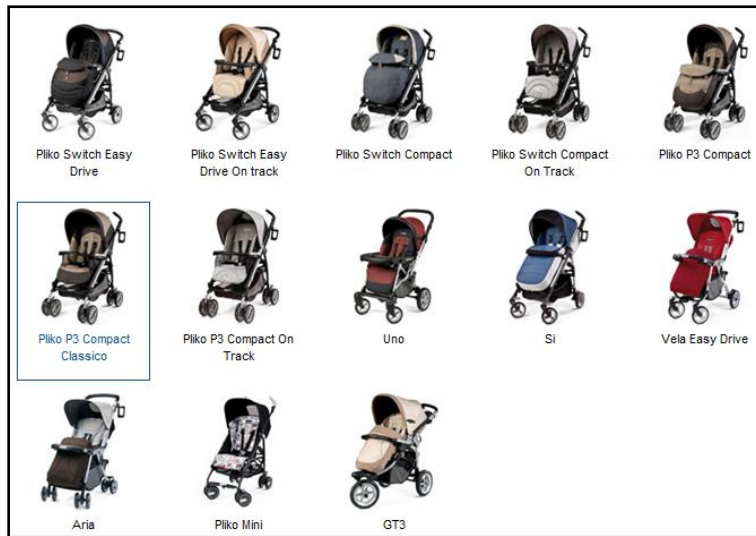 Pliko Switch Easy
Drive
Pliko Switch Easy
Drive On track
Pliko Switch Compact
Pliko Switch Compact
On Track
Pliko P3 Compact
Pliko P3 Compact
Classico
Pliko P3 Compact On
Track
Uno
Si
Vela Easy Drive
Aria
Pliko Mini
GT3